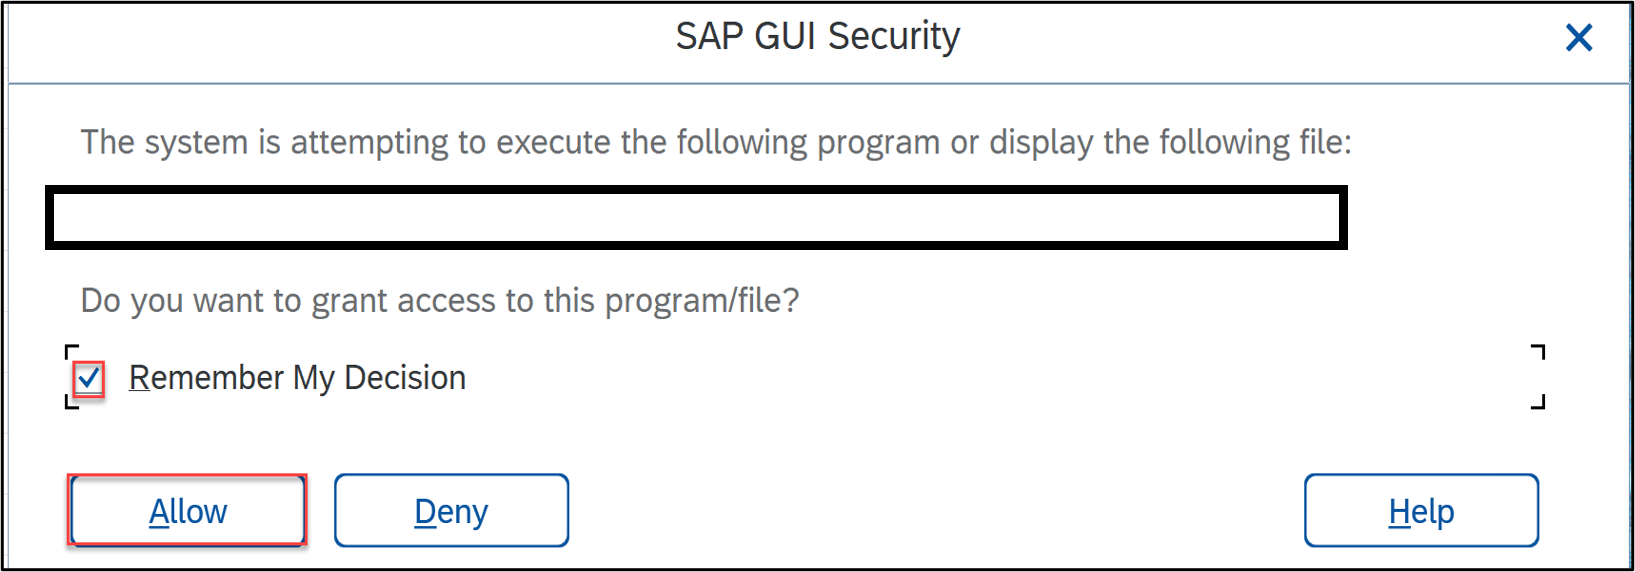 SAP GUI Security
The system is attempting to execute the following program or display the following file:
Do you want to grant access to this program/file?
Remember My Decision
Allow Deny Help